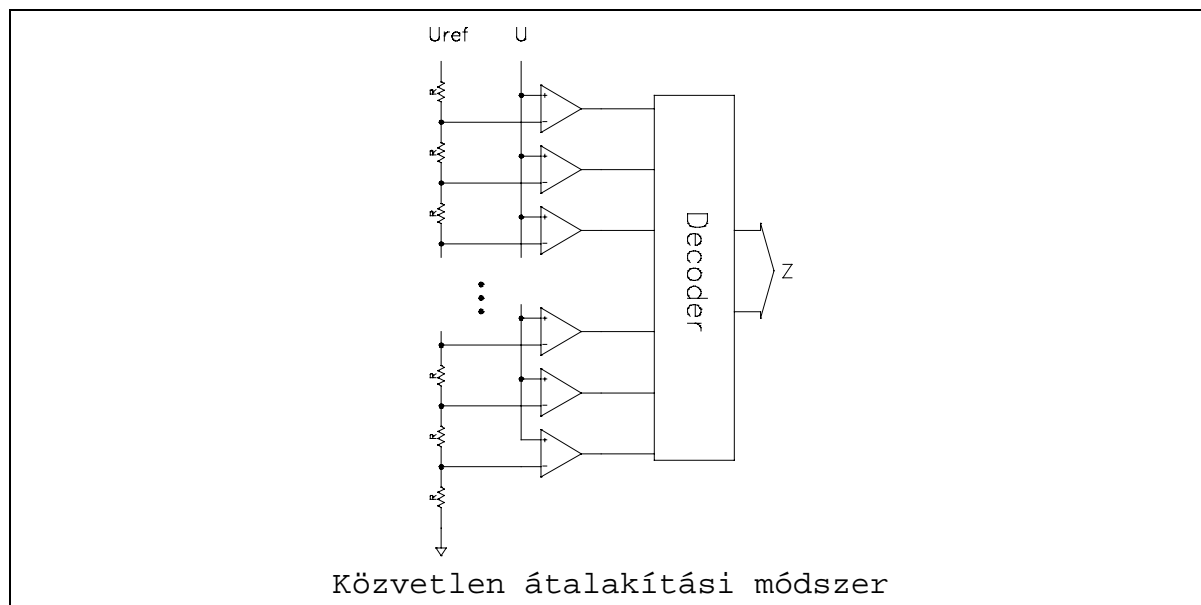 Uref U
R
R
R
R
R
R
+
-
+
-
+
-
+
-
+
-
+
-
Decoder
Z
Közvetlen átalakítási módszer